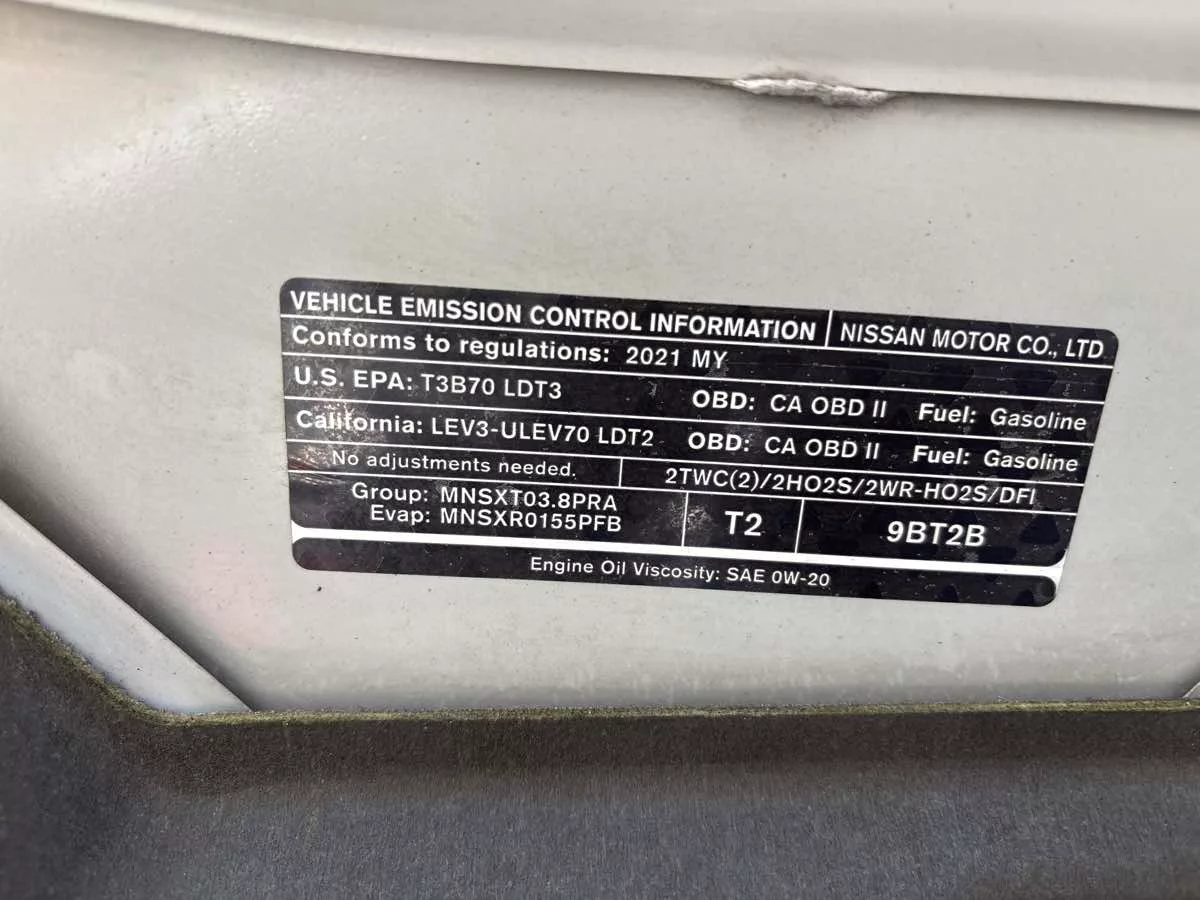 VEHICLE EMISSION CONTROL INFORMATION NISSAN MOTOR CO., LTD
Conforms to regulations: 2021 MY
U.S. EPA: T3B70 LDT3 OBD: CA OBD II Fuel: Gasoline
California: LEV3-ULEV70 LDT2 OBD: CA OBD II Fuel: Gasoline
No adjustments needed. 2TWC(2)/2HO2S/2WR-HO2S/DFI
Group: MNSXT03.8PRA
Evap: MNSXR0155PFB T2 9BT2B
Engine Oil Viscosity: SAE 0W-20